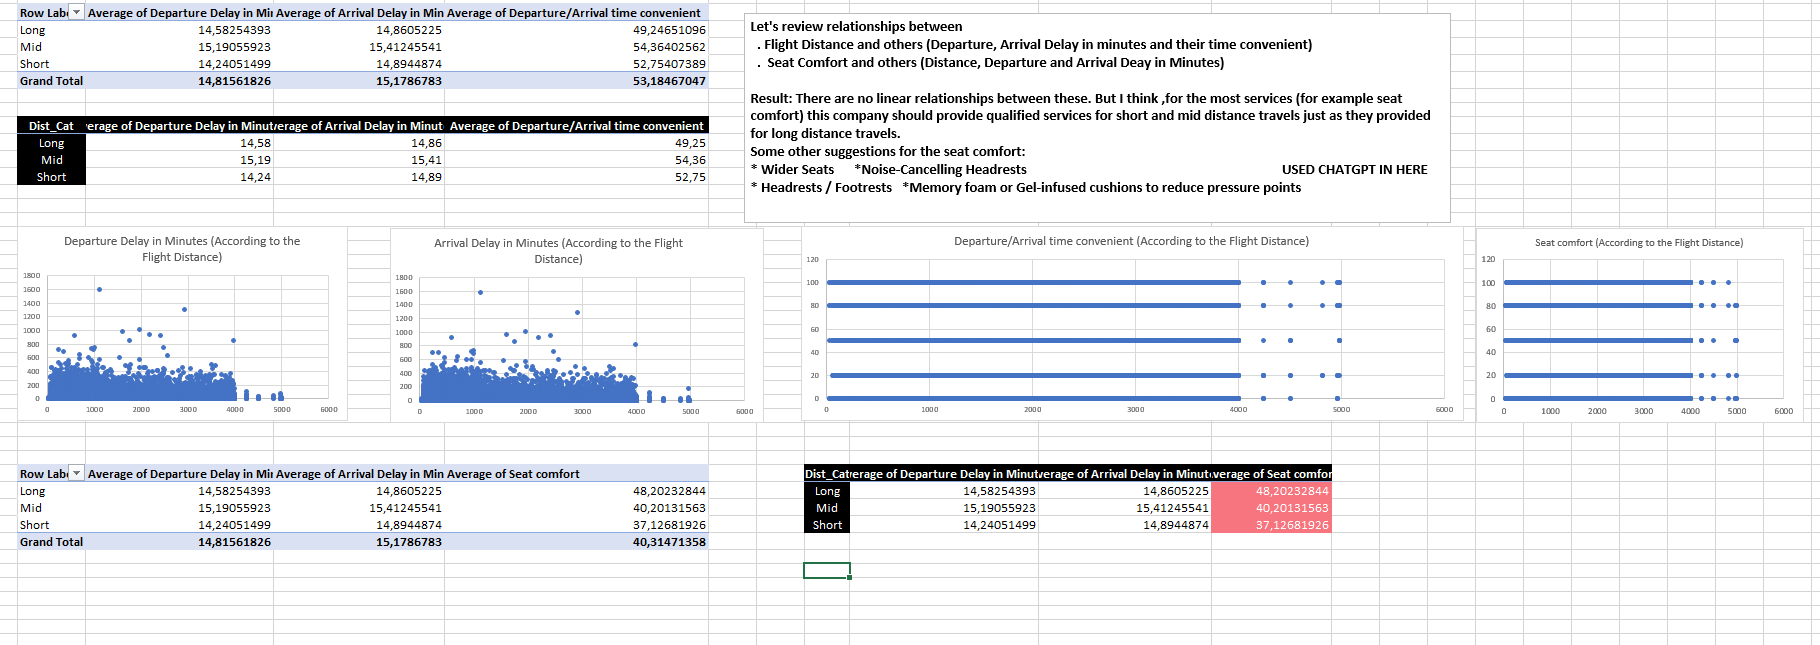 Row Labe Average of Departure Delay in Min Average of Arrival Delay in Min Average of Departure/Arrival time convenient
Long 14,58254393 14,8605225 49,24651096
Mid 15,19055923 15,41245541 54,36402562
Short 14,24051499 14,8944874 52,75407389
Grand Total 14,81561826 15,1786783 53,18467047
Dist_Cat verage of Departure Delay in Minut verage of Arrival Delay in Minut Average of Departure/Arrival time convenient
Long 14,58 14,86 49,25
Mid 15,19 15,41 54,36
Short 14,24 14,89 52,75
Let's review relationships between
. Flight Distance and others (Departure, Arrival Delay in minutes and their time convenient)
. Seat Comfort and others (Distance, Departure and Arrival Deay in Minutes)
Result: There are no linear relationships between these. But I think ,for the most services (for example seat
comfort) this company should provide qualified services for short and mid distance travels just as they provided
for long distance travels.
Some other suggestions for the seat comfort:
* Wider Seats *Noise-Cancelling Headrests USED CHATGPT IN HERE
* Headrests / Footrests *Memory foam or Gel-infused cushions to reduce pressure points
Departure Delay in Minutes (According to the
Flight Distance)
1800
1600
1400
1200
1000
800
600
400
200
0
0 1000 2000 3000 4000 5000 6000
Arrival Delay in Minutes (According to the Flight
Distance)
1800
1600
1400
1200
1000
800
600
400
200
0
0 1000 2000 3000 4000 5000 6000
Departure/Arrival time convenient (According to the Flight Distance)
120
100
80
60
40
20
0
0 1000 2000 3000 4000 5000 6000
Seat comfort (According to the Flight Distance)
120
100
80
60
40
20
0
0 1000 2000 3000 4000 5000 6000
Row Labe Average of Departure Delay in Min Average of Arrival Delay in Min Average of Seat comfort
Long 14,58254393 14,8605225 48,20232844
Mid 15,19055923 15,41245541 40,20131563
Short 14,24051499 14,8944874 37,12681926
Grand Total 14,81561826 15,1786783 40,31471358
Dist_Cat erage of Departure Delay in Minut verage of Arrival Delay in Minut verage of Seat comfor
Long 14,58254393 14,8605225 48,20232844
Mid 15,19055923 15,41245541 40,20131563
Short 14,24051499 14,8944874 37,12681926